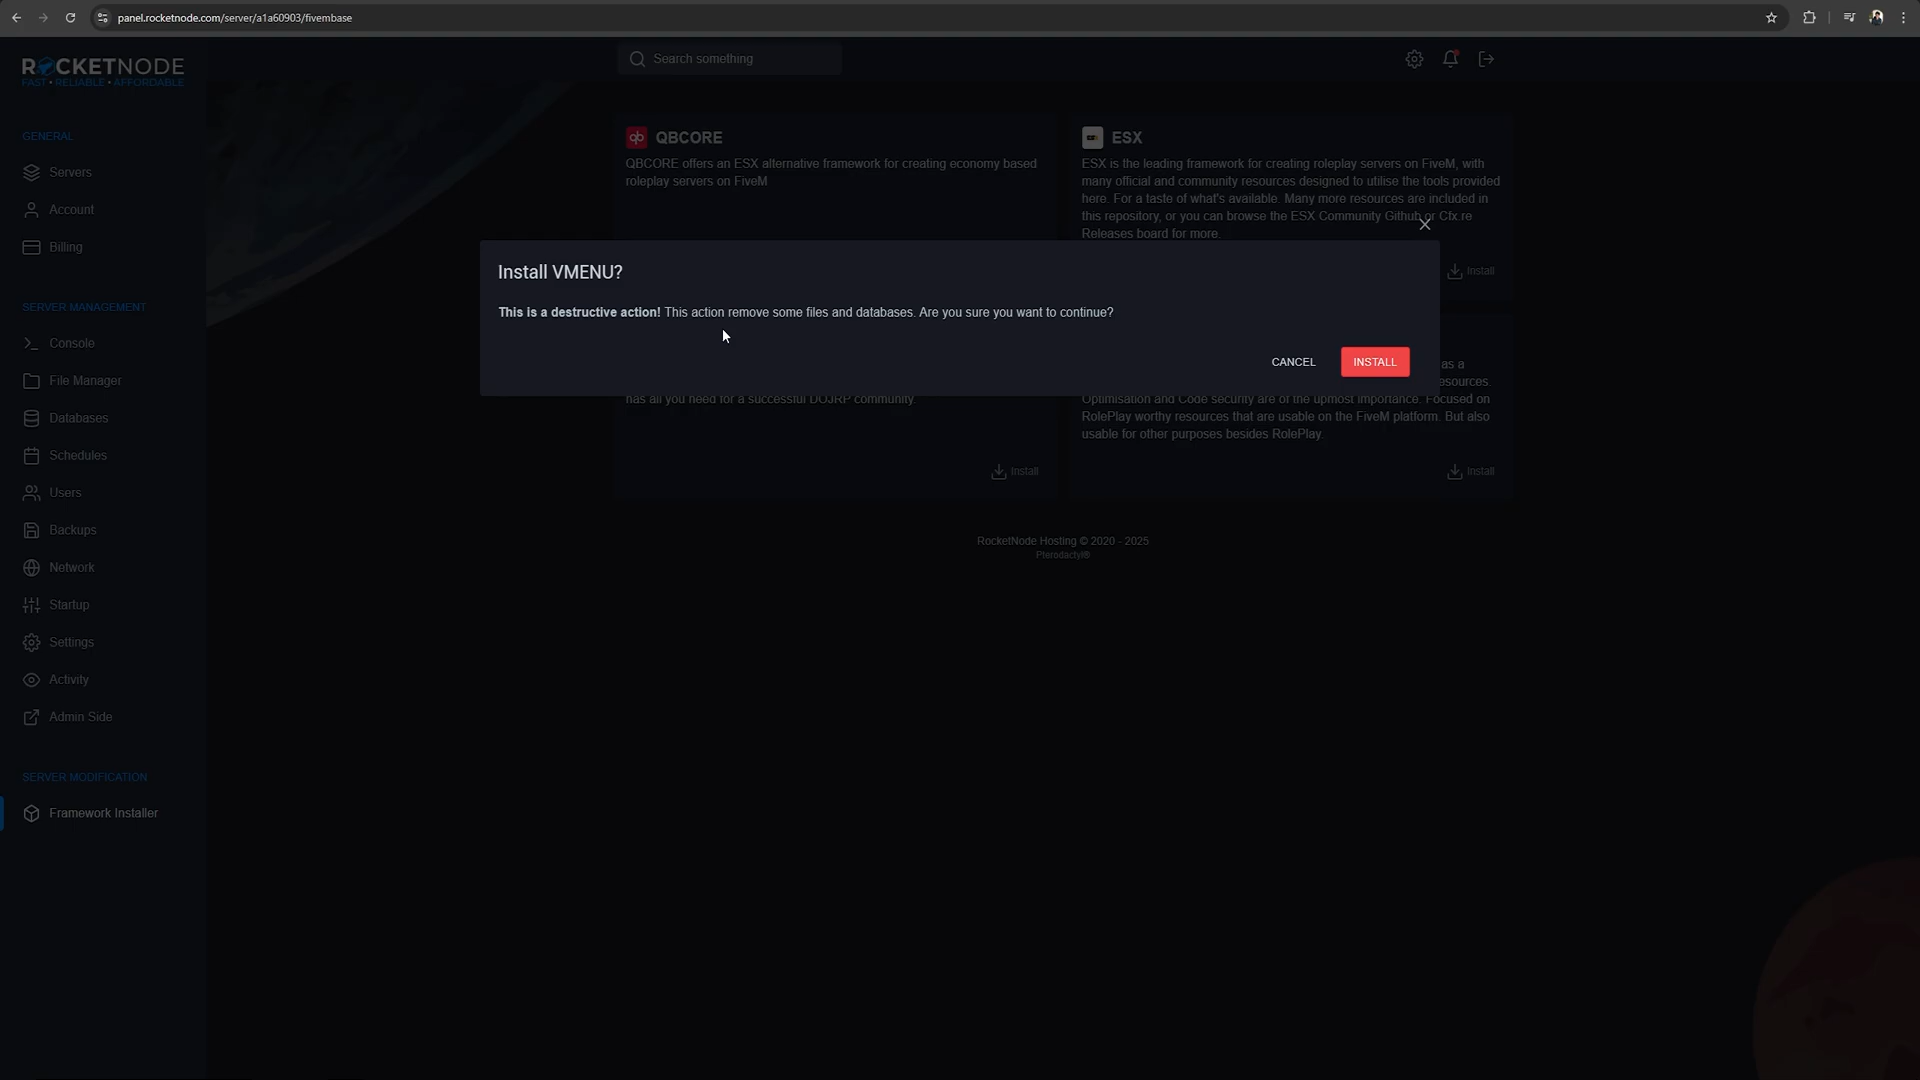 panel.rocketnode.com/server/a1a60903/fivembase
ROCKETNODE
FAST • RELIABLE • AFFORDABLE
Search something
GENERAL
Servers
Account
Billing
SERVER MANAGEMENT
Console
File Manager
Databases
Schedules
Users
Backups
Network
Startup
Settings
Activity
Admin Side
SERVER MODIFICATION
Framework Installer
QBCORE
QBCORE offers an ESX alternative framework for creating economy based
roleplay servers on FiveM
ESX
ESX is the leading framework for creating roleplay servers on FiveM, with
many official and community resources designed to utilise the tools provided
here. For a taste of what's available. Many more resources are included in
this repository, or you can browse the ESX Community Github or Cfx.re
Releases board for more.
Install
Install VMENU?
This is a destructive action! This action remove some files and databases. Are you sure you want to continue?
CANCEL
INSTALL
has all you need for a successful DOJRP community.
Install
as a
resources.
Optimisation and Code security are of the upmost importance. Focused on
RolePlay worthy resources that are usable on the FiveM platform. But also
usable for other purposes besides RolePlay.
Install
RocketNode Hosting © 2020 - 2025
Pterodactyl®